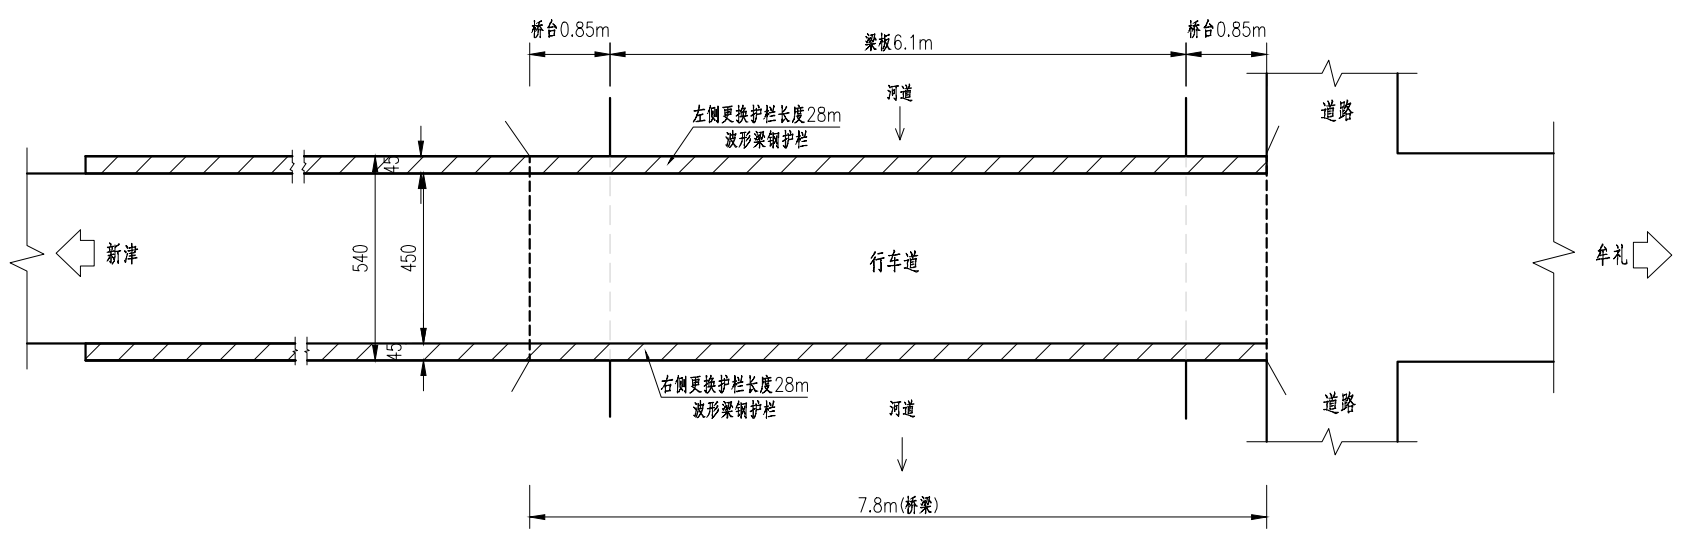 桥台0.85m
梁板6.1m
桥台0.85m
河道
道路
左侧更换护栏长度28m
波形梁钢护栏
45
新津
540
450
行车道
牟礼
45
右侧更换护栏长度28m
波形梁钢护栏
河道
道路
7.8m(桥梁)